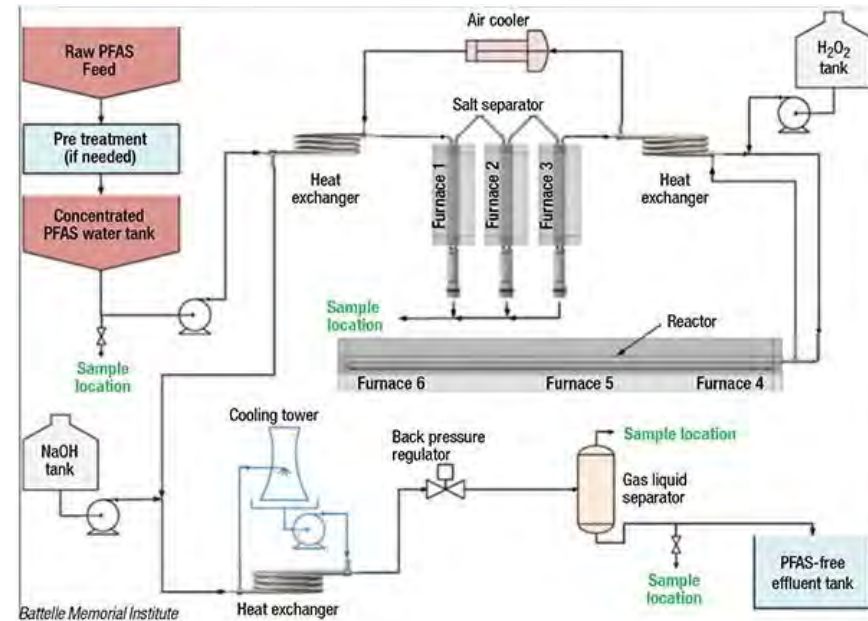 Raw PFAS
Feed
Pre treatment
(if needed)
Concentrated
PFAS water tank
Sample
location
Air cooler
Salt separator
Heat
exchanger
Furnace 1
Furnace 2
Furnace 3
Heat
exchanger
H₂O₂
tank
Sample
location
Reactor
Furnace 6
Furnace 5
Furnace 4
NaOH
tank
Cooling tower
Heat exchanger
Back pressure
regulator
Sample location
Gas liquid
separator
Sample
location
PFAS-free
effluent tank
Battelle Memorial Institute